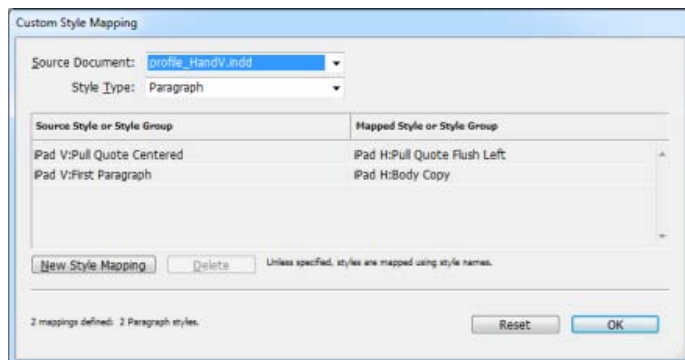 Custom Style Mapping
Source Document: profile_HandV.indd
Style Type: Paragraph
Source Style or Style Group Mapped Style or Style Group
iPad V:Pull Quote Centered iPad H:Pull Quote Flush Left
iPad V:First Paragraph iPad H:Body Copy
New Style Mapping Delete Unless specified, styles are mapped using style names.
2 mappings defined: 2 Paragraph styles.
Reset OK